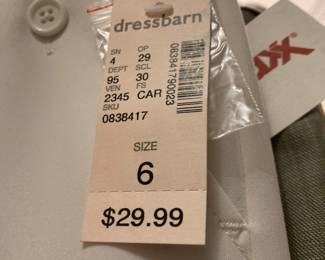 dressbarn
SN OP
4 29
DEPT SCL
95 30
VEN FS
2345 CAR
SKU
0838417
083841790023
SIZE
6
$29.99